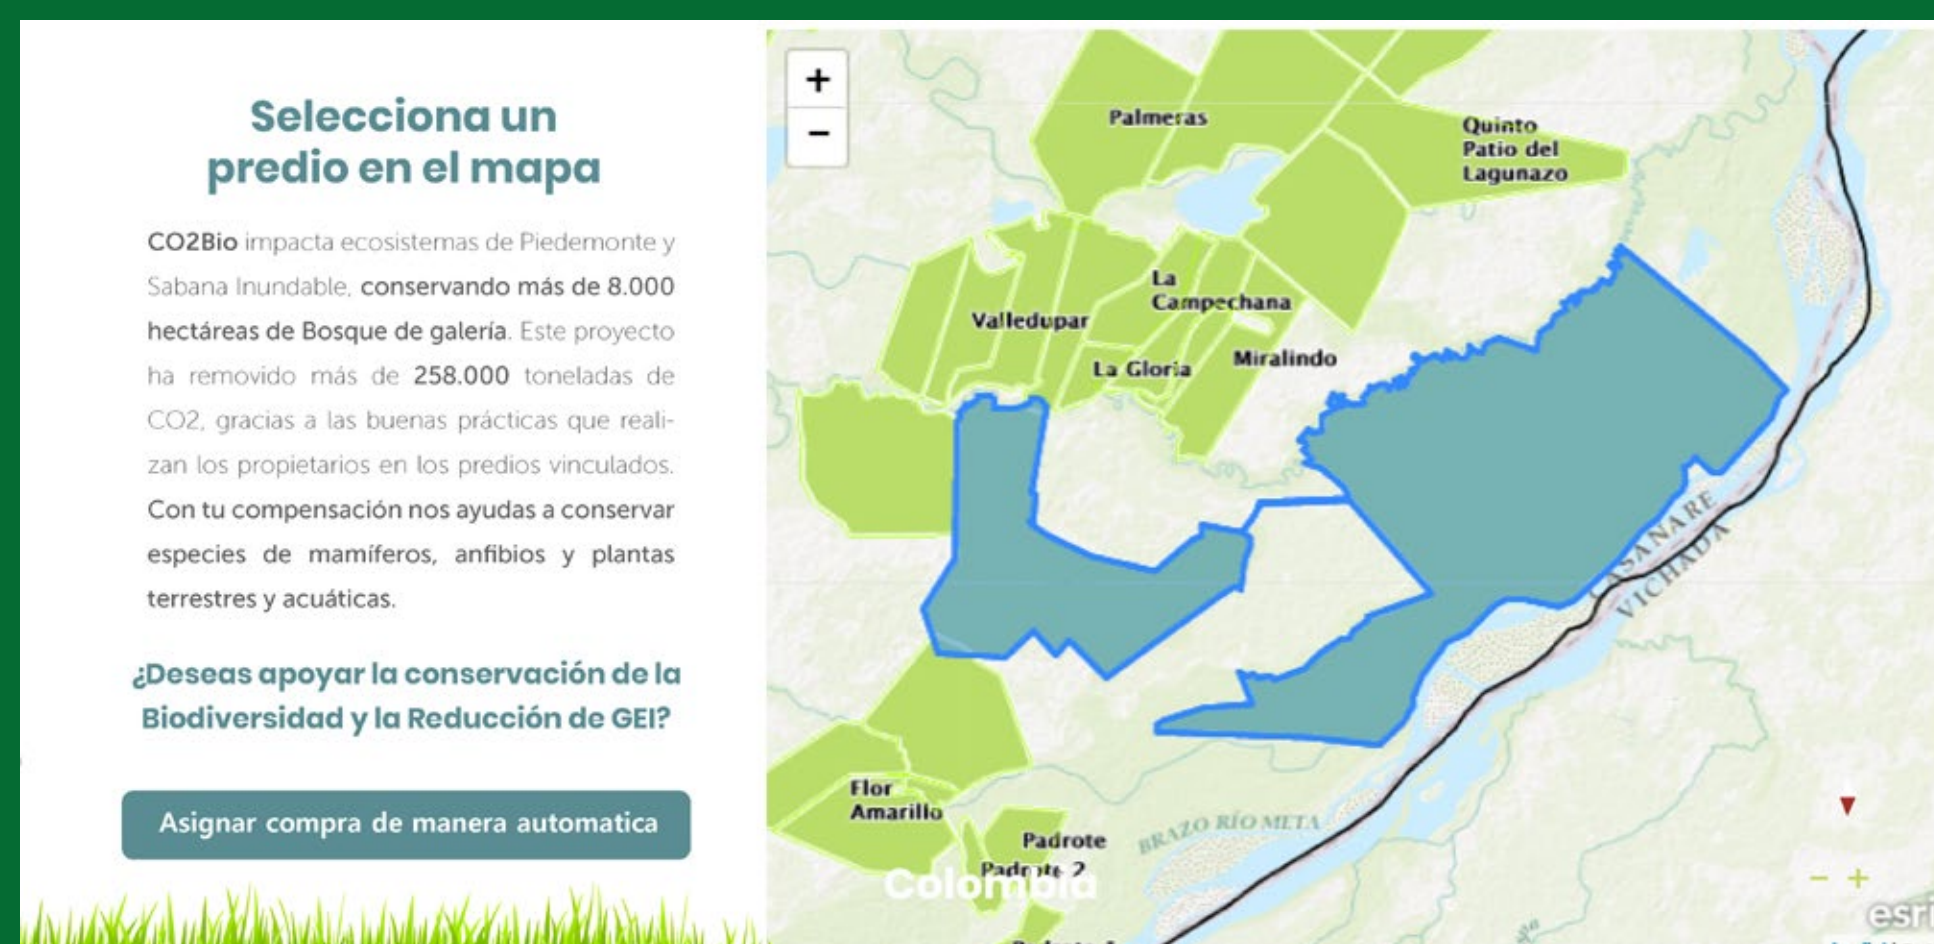 Selecciona un
predio en el mapa
CO2Bio impacta ecosistemas de Piedemonte y
Sabana Inundable, conservando más de 8.000
hectáreas de Bosque de galería. Este proyecto
ha removido más de 258.000 toneladas de
CO2, gracias a las buenas prácticas que reali-
zan los propietarios en los predios vinculados.
Con tu compensación nos ayudas a conservar
especies de mamíferos, anfibios y plantas
terrestres y acuáticas.
¿Deseas apoyar la conservación de la
Biodiversidad y la Reducción de GEI?
Asignar compra de manera automatica
+
−
Palmeras
Quinto
Patio del
Lagunazo
La
Campechana
Valledupar
La Gloria
Miralindo
CASANARE
VICHADA
Flor
Amarillo
Padrote
Padrote 2
BRAZO RÍO META
Colombia
− +
esri